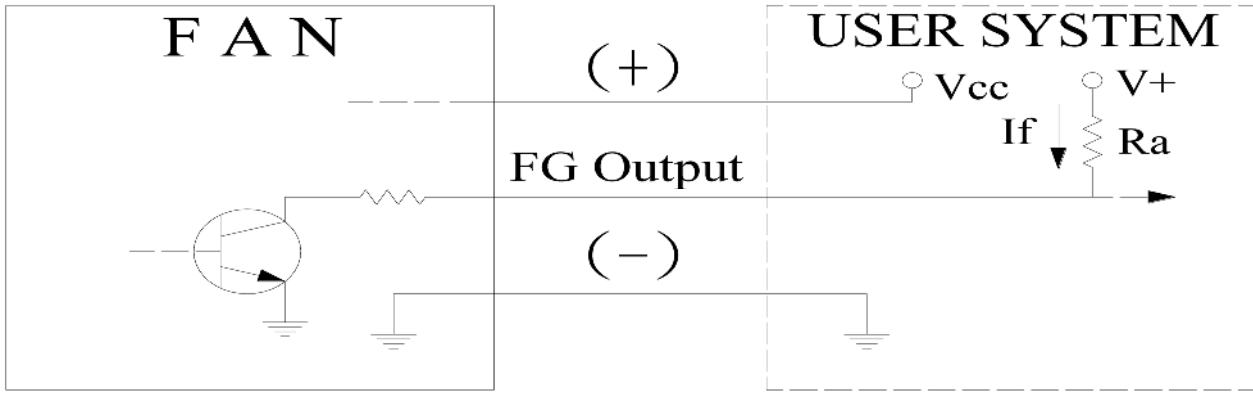 F A N
USER SYSTEM
(+)
Vcc
V+
If
Ra
FG Output
(-)